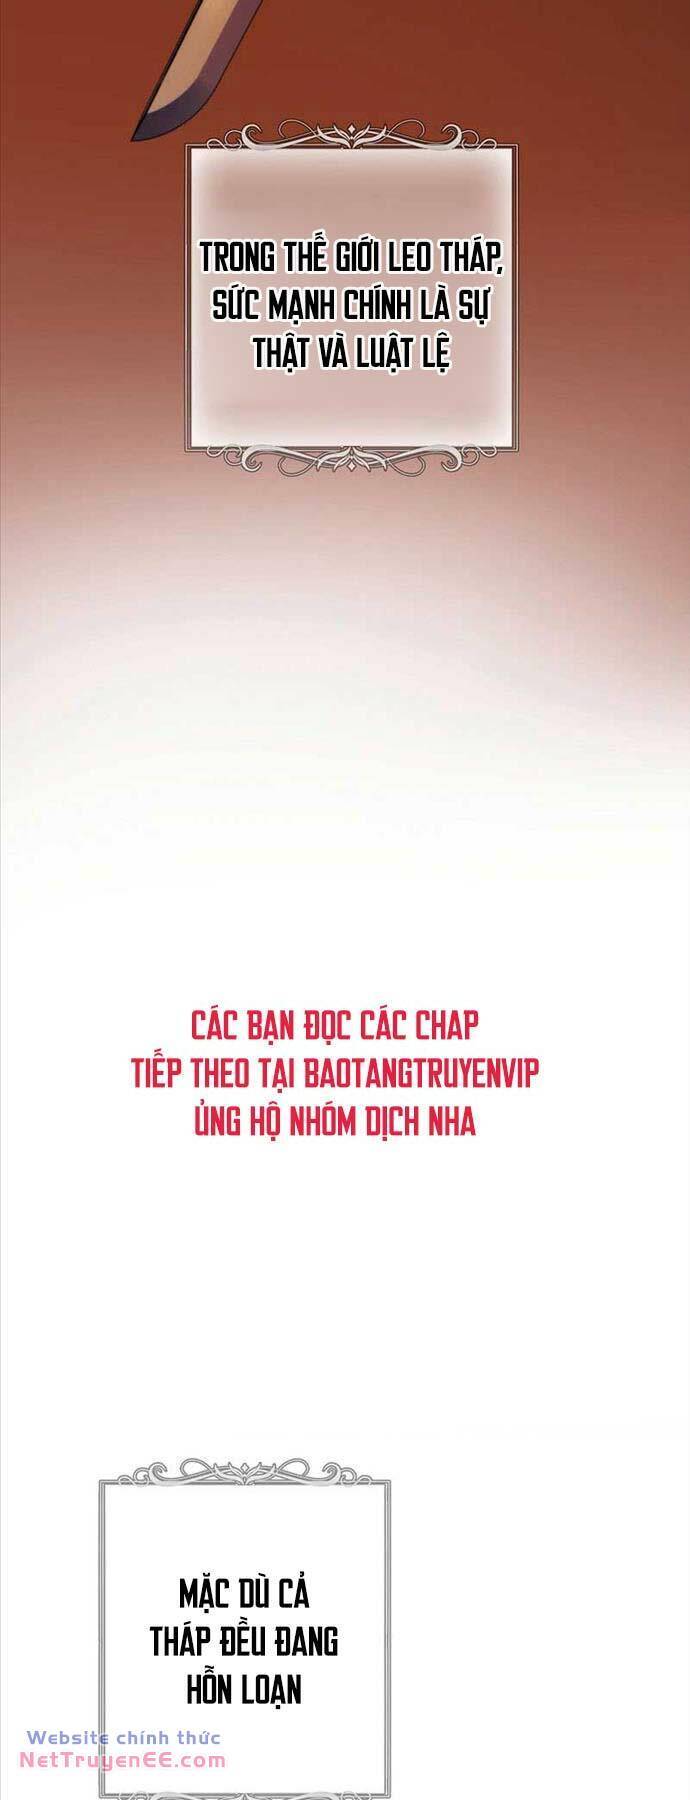 TRONG THẾ GIỚI LEO THÁP,
SỨC MẠNH CHÍNH LÀ SỰ
THẬT VÀ LUẬT LỆ
CÁC BẠN ĐỌC CÁC CHAP
TIẾP THEO TẠI BAOTANGTRUYENVIP
ỦNG HỘ NHÓM DỊCH NHA
MẶC DÙ CẢ
THÁP ĐỀU ĐANG
HỖN LOẠN
Website chính thức
NetTruyenEE.com